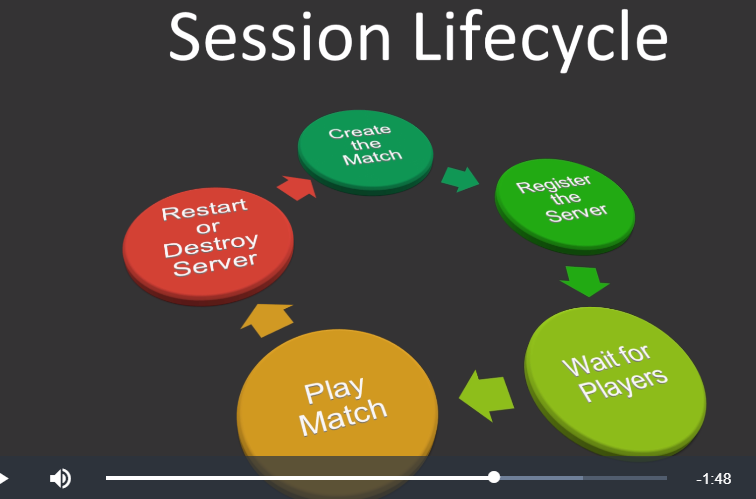 Session Lifecycle
Create
the
Match
Register
the
Server
Wait for
Players
Play
Match
Restart
or
Destroy
Server
-1:48